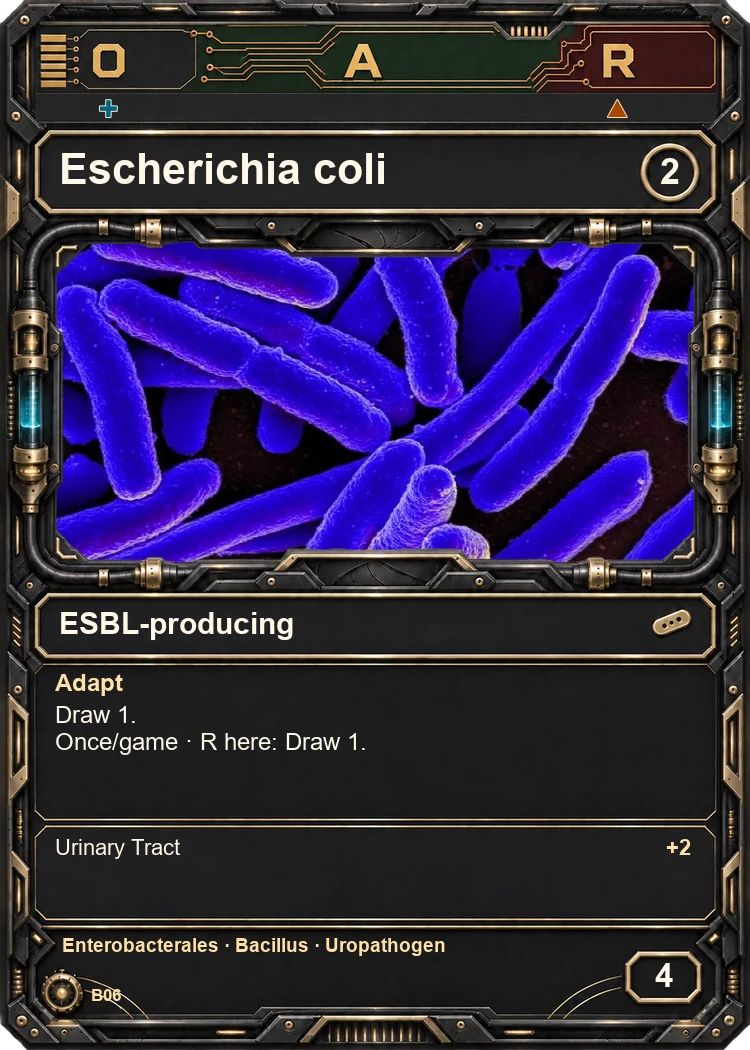 O A R
Escherichia coli 2
ESBL-producing
Adapt
Draw 1.
Once/game · R here: Draw 1.
Urinary Tract +2
Enterobacterales · Bacillus · Uropathogen
B06 4